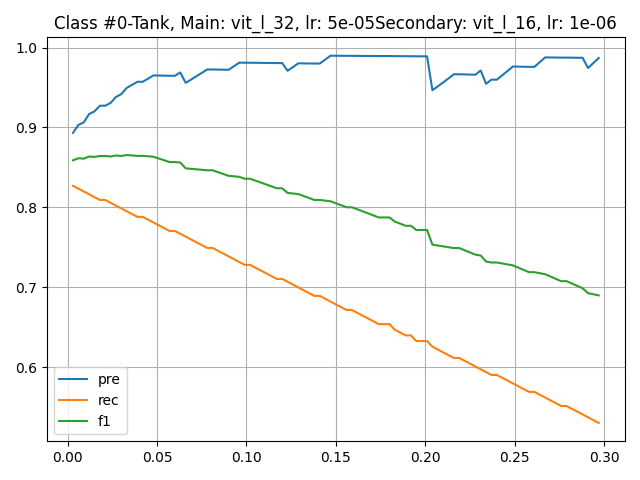 Class #0-Tank, Main: vit_l_32, lr: 5e-05Secondary: vit_l_16, lr: 1e-06
1.0
0.9
0.8
0.7
0.6
pre
rec
f1
0.00 0.05 0.10 0.15 0.20 0.25 0.30